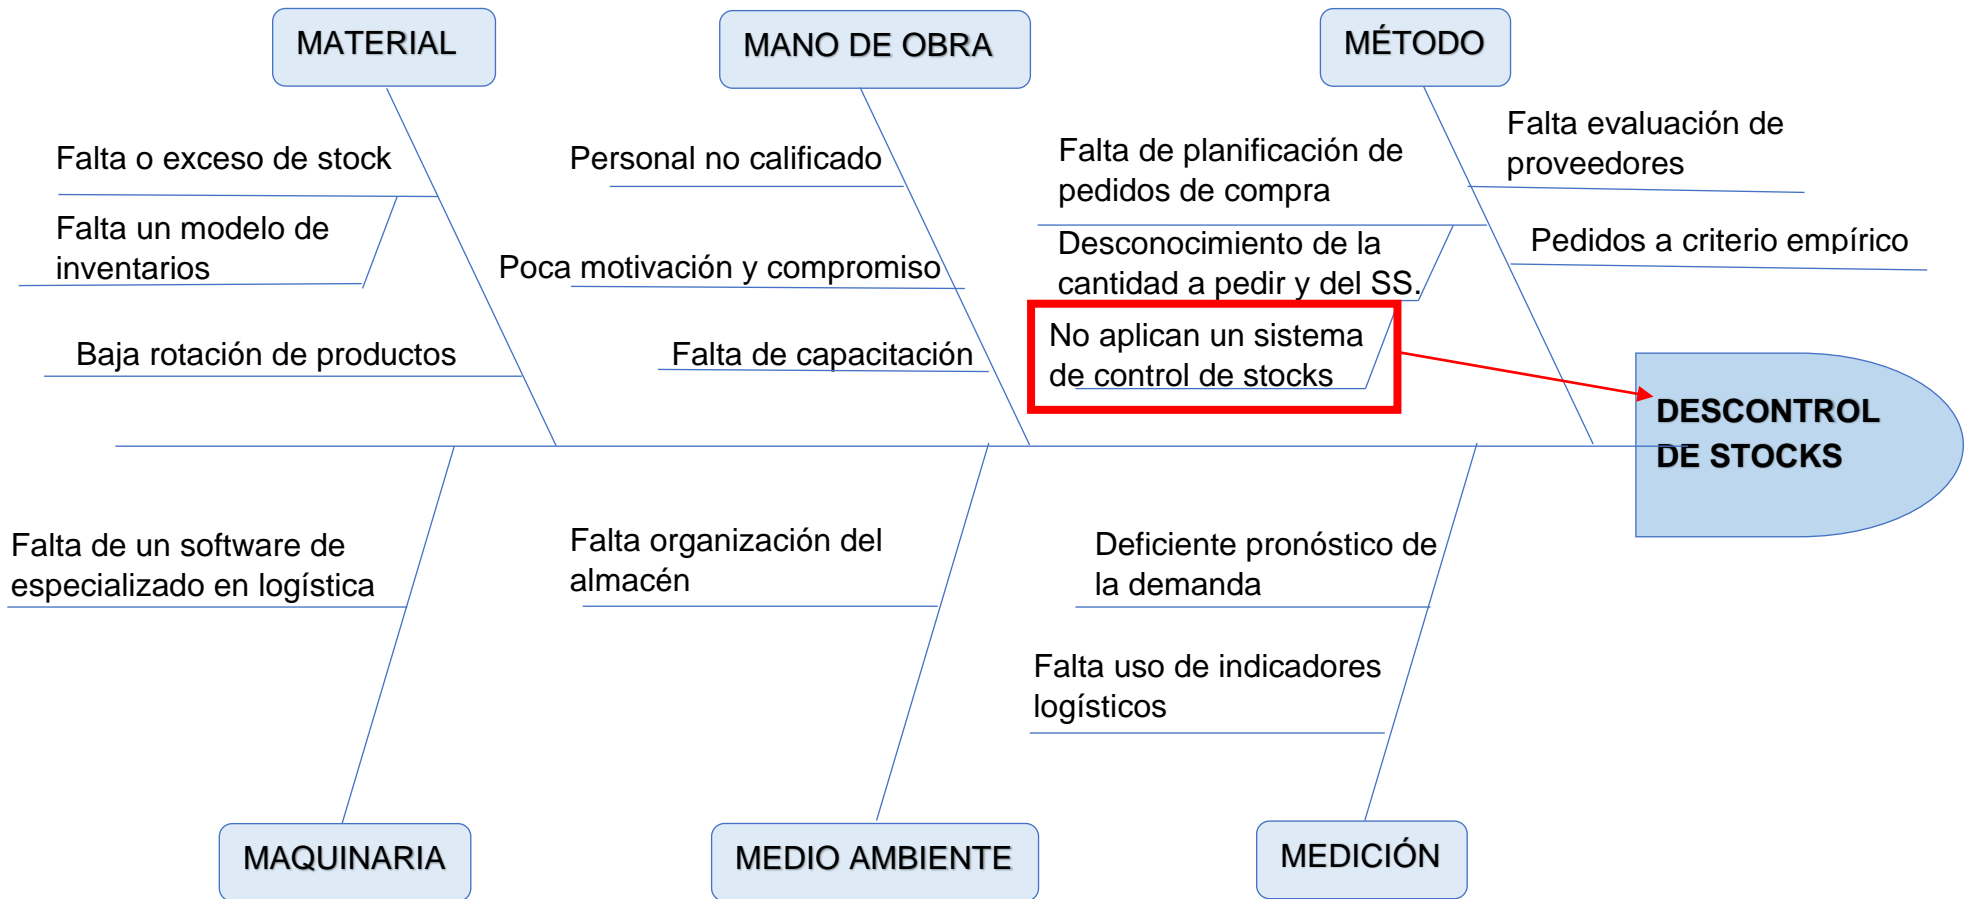 MATERIAL
MANO DE OBRA
MÉTODO
Falta o exceso de stock
Falta un modelo de
inventarios
Baja rotación de productos
Personal no calificado
Poca motivación y compromiso
Falta de capacitación
Falta de planificación de
pedidos de compra
Desconocimiento de la
cantidad a pedir y del SS.
No aplican un sistema
de control de stocks
Falta evaluación de
proveedores
Pedidos a criterio empírico
DESCONTROL
DE STOCKS
Falta de un software de
especializado en logística
Falta organización del
almacén
Deficiente pronóstico de
la demanda
Falta uso de indicadores
logísticos
MAQUINARIA
MEDIO AMBIENTE
MEDICIÓN